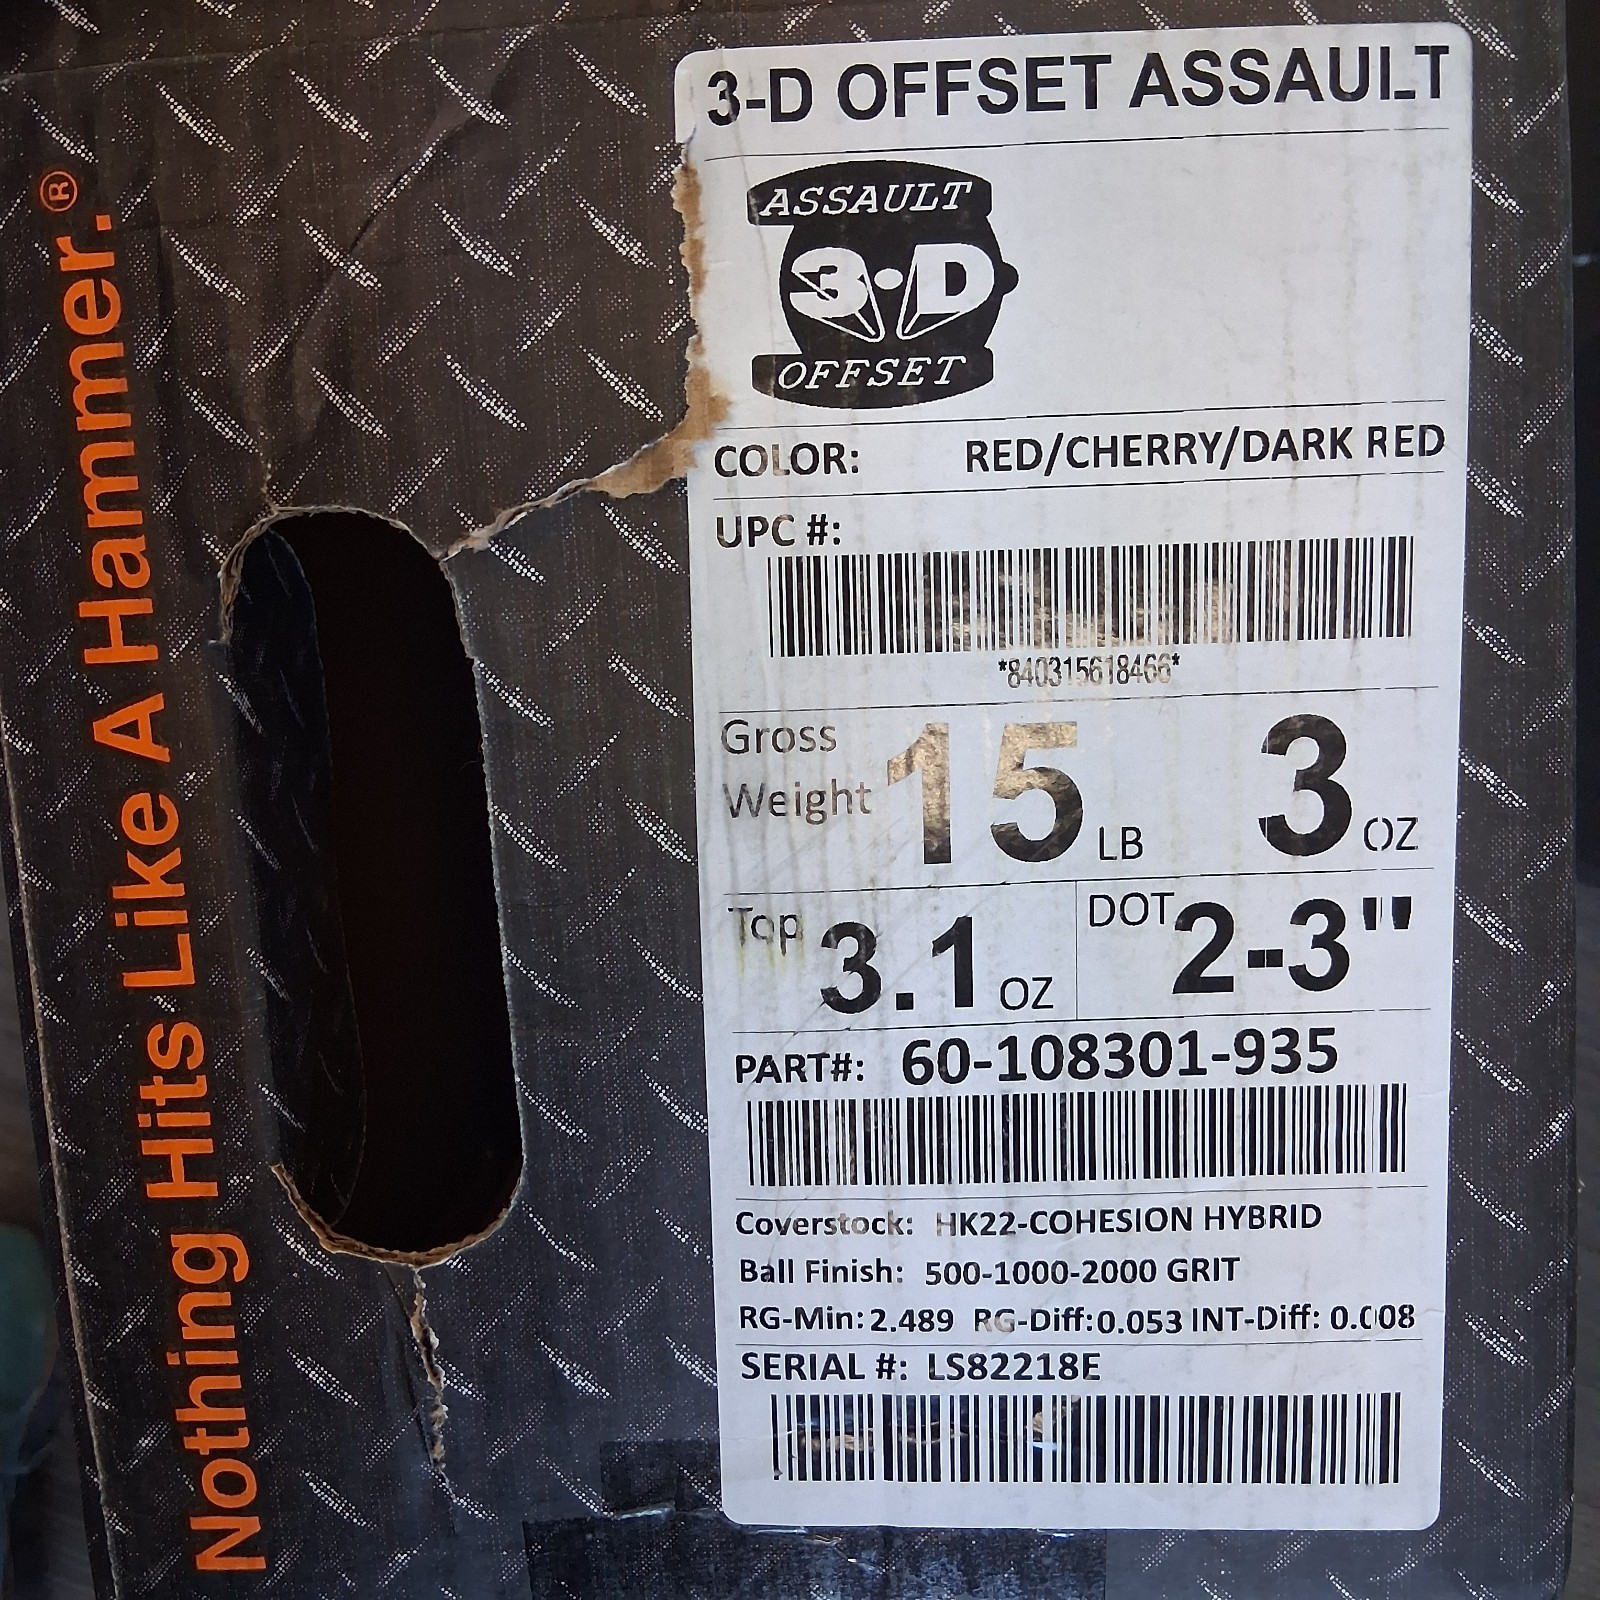 Nothing Hits Like A Hammer.®
3-D OFFSET ASSAULT
ASSAULT
3-D
OFFSET
COLOR: RED/CHERRY/DARK RED
UPC #:
*840315618466*
Gross
Weight 15 LB 3 OZ
Top 3.1 OZ DOT 2-3"
PART#: 60-108301-935
Coverstock: HK22-COHESION HYBRID
Ball Finish: 500-1000-2000 GRIT
RG-Min: 2.489 RG-Diff: 0.053 INT-Diff: 0.008
SERIAL #: LS82218E